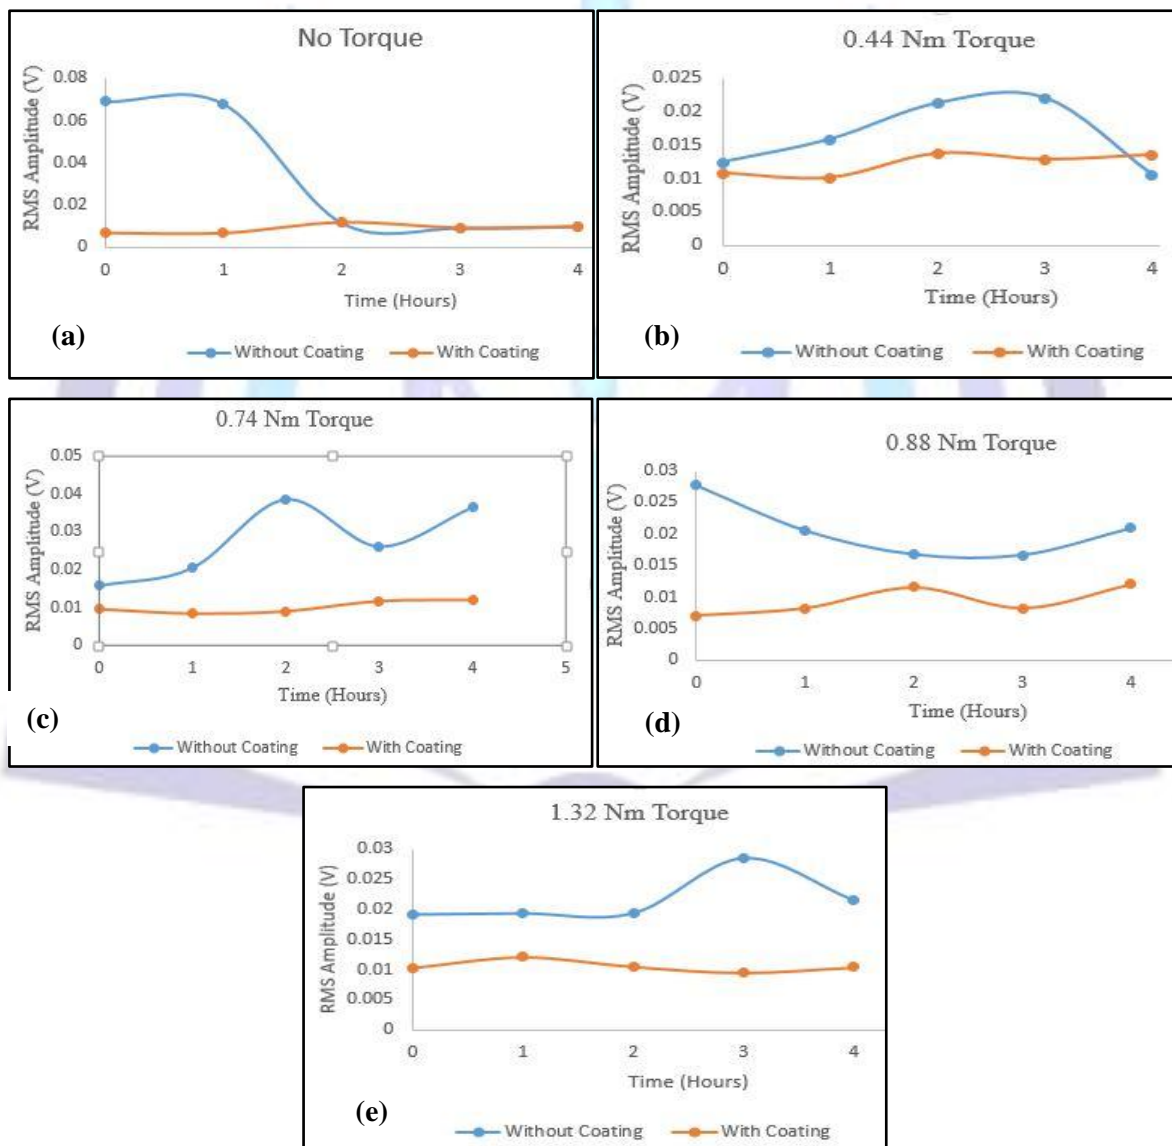 No Torque
RMS Amplitude (V)
0.08
0.06
0.04
0.02
0
0 1 2 3 4
Time (Hours)
(a)
Without Coating With Coating
0.44 Nm Torque
RMS Amplitude (V)
0.025
0.02
0.015
0.01
0.005
0
0 1 2 3 4
Time (Hours)
(b)
Without Coating With Coating
0.74 Nm Torque
RMS Amplitude (V)
0.05
0.04
0.03
0.02
0.01
0
0 1 2 3 4 5
Time (Hours)
(c)
Without Coating With Coating
0.88 Nm Torque
RMS Amplitude (V)
0.03
0.025
0.02
0.015
0.01
0.005
0
0 1 2 3 4
Time (Hours)
(d)
Without Coating With Coating
1.32 Nm Torque
RMS Amplitude (V)
0.03
0.025
0.02
0.015
0.01
0.005
0
0 1 2 3 4
Time (Hours)
(e)
Without Coating With Coating